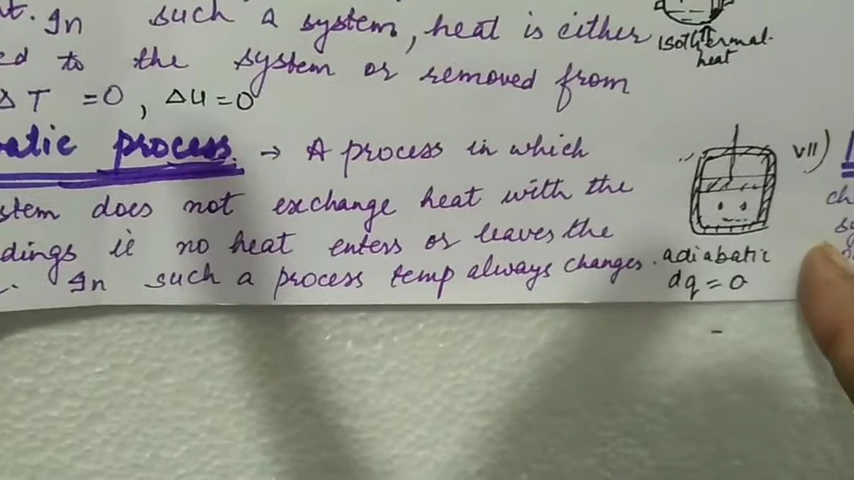 t. In such a system, heat is either
ed to the system or removed from
ΔT = 0, Δu = 0
isothermal
heat
atic process → A process in which
stem does not exchange heat with the
dings ie no heat enters or leaves the
In such a process temp always changes.
adiabatic
dq = 0
vii)
ch